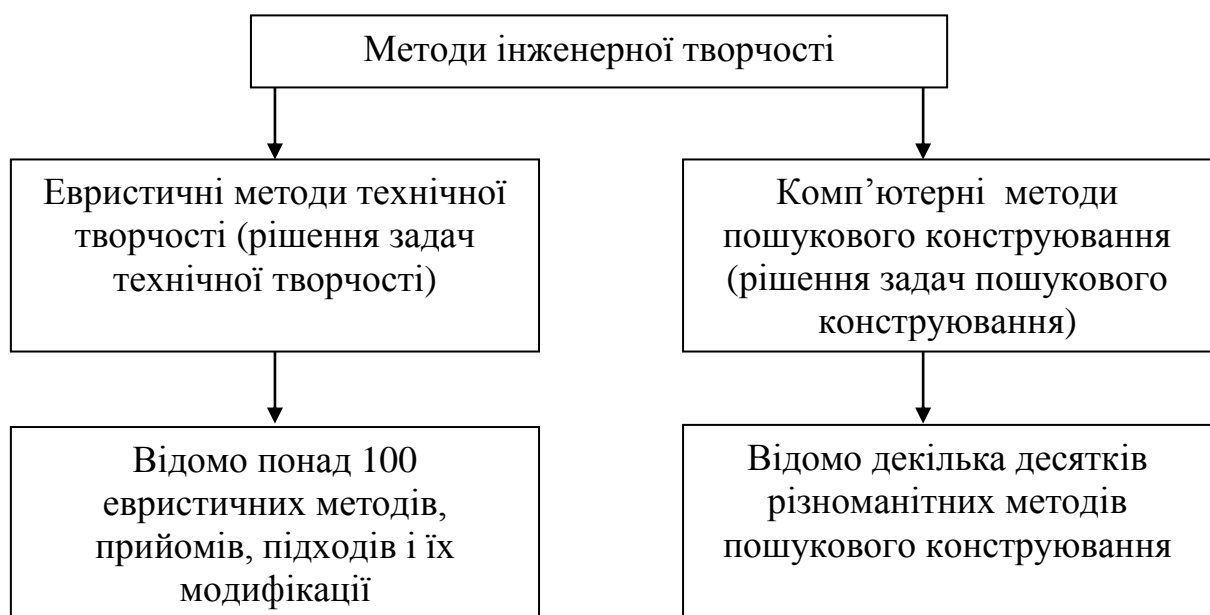 Методи інженерної творчості
Евристичні методи технічної
творчості (рішення задач
технічної творчості)
Комп’ютерні методи
пошукового конструювання
(рішення задач пошукового
конструювання)
Відомо понад 100
евристичних методів,
прийомів, підходів і їх
модифікації
Відомо декілька десятків
різноманітних методів
пошукового конструювання